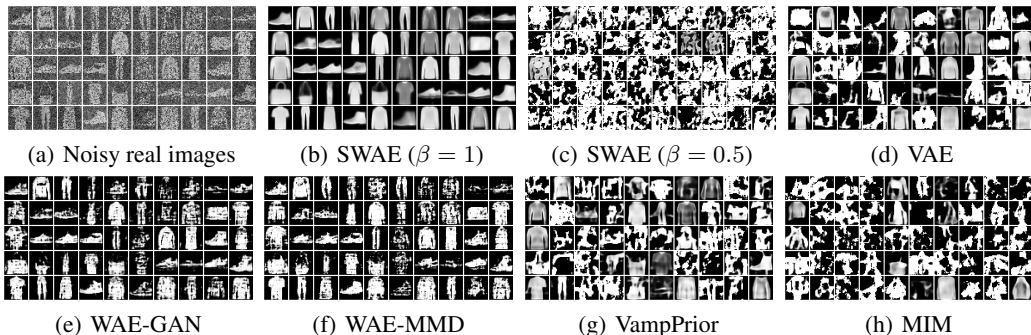 (a) Noisy real images (b) SWAE (β = 1) (c) SWAE (β = 0.5) (d) VAE
(e) WAE-GAN (f) WAE-MMD (g) VampPrior (h) MIM